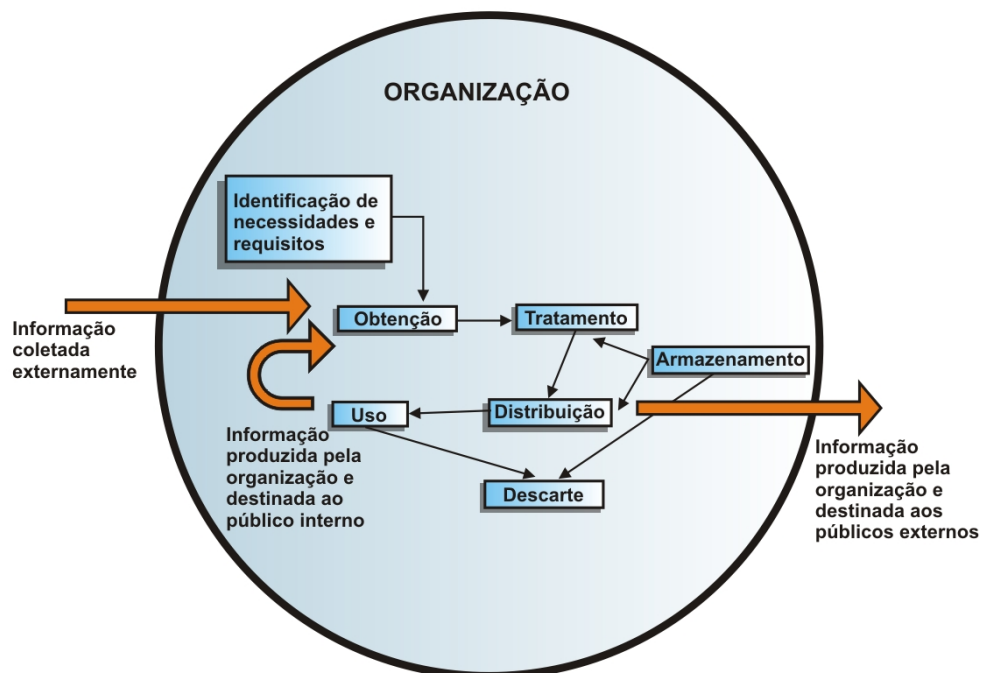 ORGANIZAÇÃO
Identificação de
necessidades e
requisitos
Informação
coletada
externamente
Obtenção
Tratamento
Armazenamento
Uso
Distribuição
Informação
produzida pela
organização e
destinada ao
público interno
Descarte
Informação
produzida pela
organização e
destinada aos
públicos externos